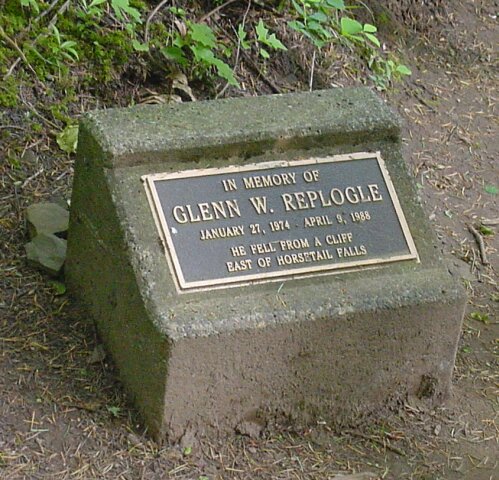 IN MEMORY OF
GLENN W. REPLOGLE
JANUARY 27, 1974 - APRIL 9, 1988
HE FELL FROM A CLIFF
EAST OF HORSETAIL FALLS